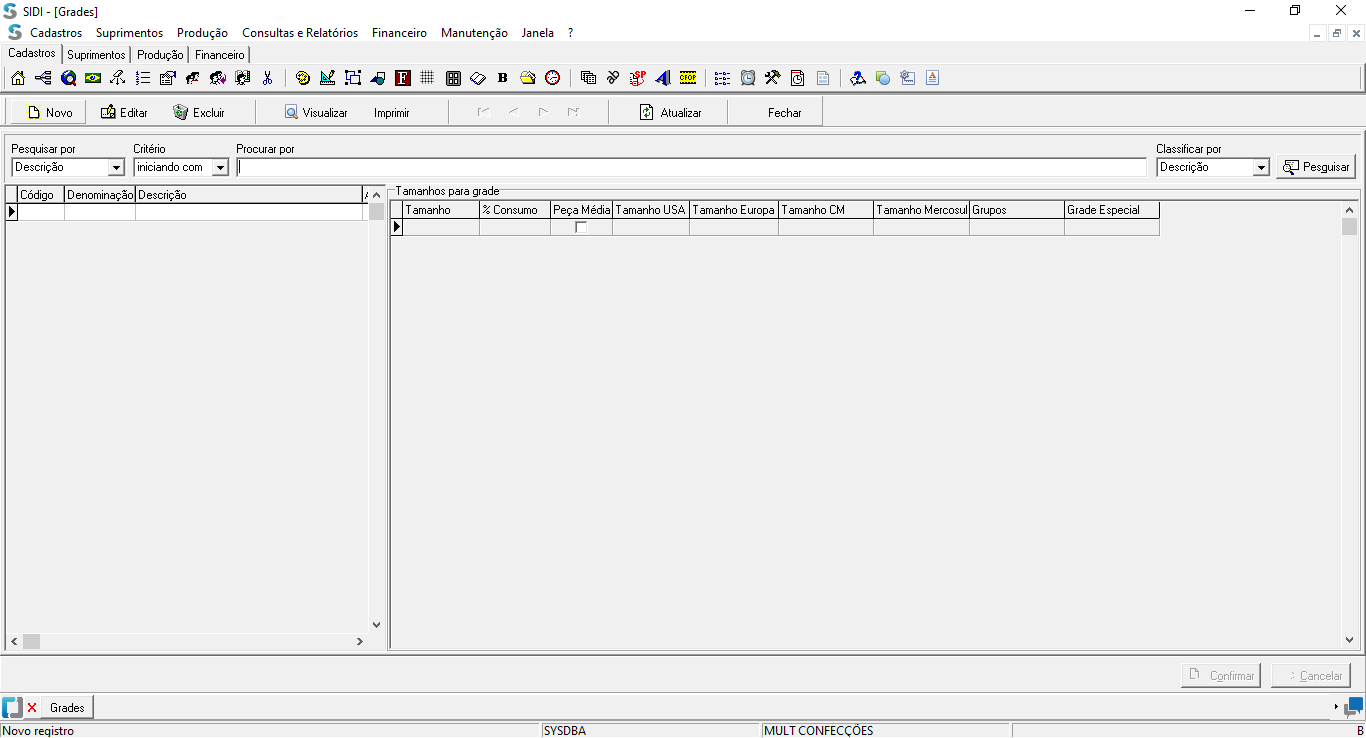 SIDI - [Grades]
Cadastros Suprimentos Produção Consultas e Relatórios Financeiro Manutenção Janela ?
Cadastros Suprimentos Produção Financeiro
F B SP CFOP A
Novo Editar Excluir Visualizar Imprimir Atualizar Fechar
Pesquisar por Critério Procurar por Classificar por
Descrição iniciando com Descrição Pesquisar
Código Denominação Descrição
Tamanhos para grade
Tamanho % Consumo Peça Média Tamanho USA Tamanho Europa Tamanho CM Tamanho Mercosul Grupos Grade Especial
Confirmar Cancelar
Grades
Novo registro SYSDBA MULT CONFECÇÕES B